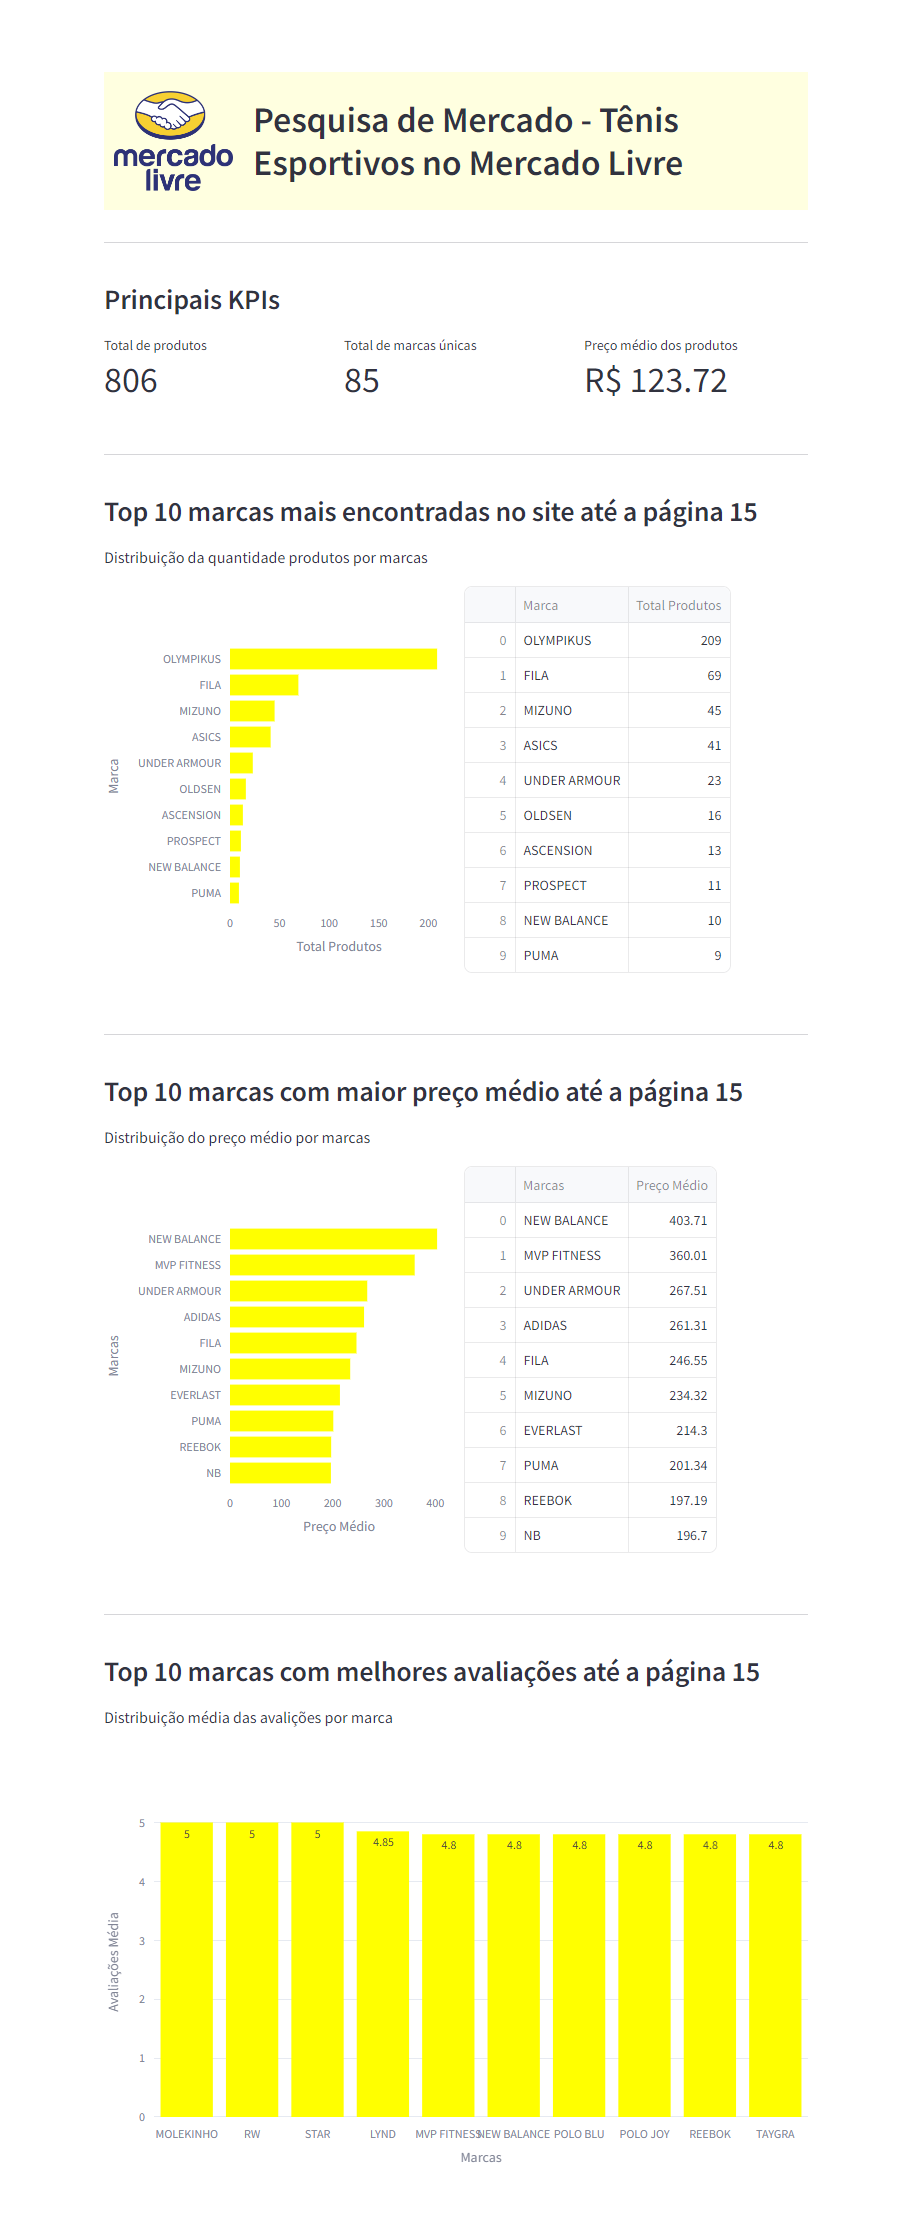 mercado
livre
Pesquisa de Mercado - Tênis
Esportivos no Mercado Livre
Principais KPIs
Total de produtos
806
Total de marcas únicas
85
Preço médio dos produtos
R$ 123.72
Top 10 marcas mais encontradas no site até a página 15
Distribuição da quantidade produtos por marcas
Marca
OLYMPIKUS
FILA
MIZUNO
ASICS
UNDER ARMOUR
OLDSEN
ASCENSION
PROSPECT
NEW BALANCE
PUMA
0 50 100 150 200
Total Produtos
Marca Total Produtos
0 OLYMPIKUS 209
1 FILA 69
2 MIZUNO 45
3 ASICS 41
4 UNDER ARMOUR 23
5 OLDSEN 16
6 ASCENSION 13
7 PROSPECT 11
8 NEW BALANCE 10
9 PUMA 9
Top 10 marcas com maior preço médio até a página 15
Distribuição do preço médio por marcas
Marcas
NEW BALANCE
MVP FITNESS
UNDER ARMOUR
ADIDAS
FILA
MIZUNO
EVERLAST
PUMA
REEBOK
NB
0 100 200 300 400
Preço Médio
Marcas Preço Médio
0 NEW BALANCE 403.71
1 MVP FITNESS 360.01
2 UNDER ARMOUR 267.51
3 ADIDAS 261.31
4 FILA 246.55
5 MIZUNO 234.32
6 EVERLAST 214.3
7 PUMA 201.34
8 REEBOK 197.19
9 NB 196.7
Top 10 marcas com melhores avaliações até a página 15
Distribuição média das avalições por marca
Avaliações Média
5
4
3
2
1
0
5 5 5 4.85 4.8 4.8 4.8 4.8 4.8 4.8
MOLEKINHO RW STAR LYND MVP FITNESS NEW BALANCE POLO BLU POLO JOY REEBOK TAYGRA
Marcas